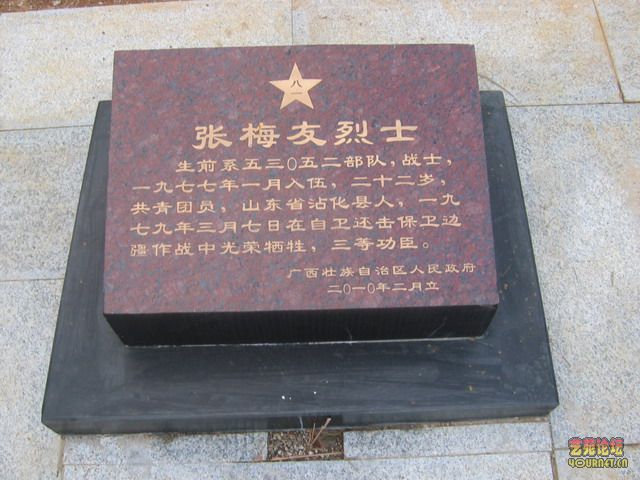 八一
张梅友烈士
生前系五三〇五二部队，战士，
一九七七年一月入伍，二十二岁，
共青团员，山东省沾化县人，一九
七九年三月七日在自卫还击保卫边
疆作战中光荣牺牲，三等功臣。
广西壮族自治区人民政府
二〇一〇年二月立
艺苑论坛
4OURNET.CN